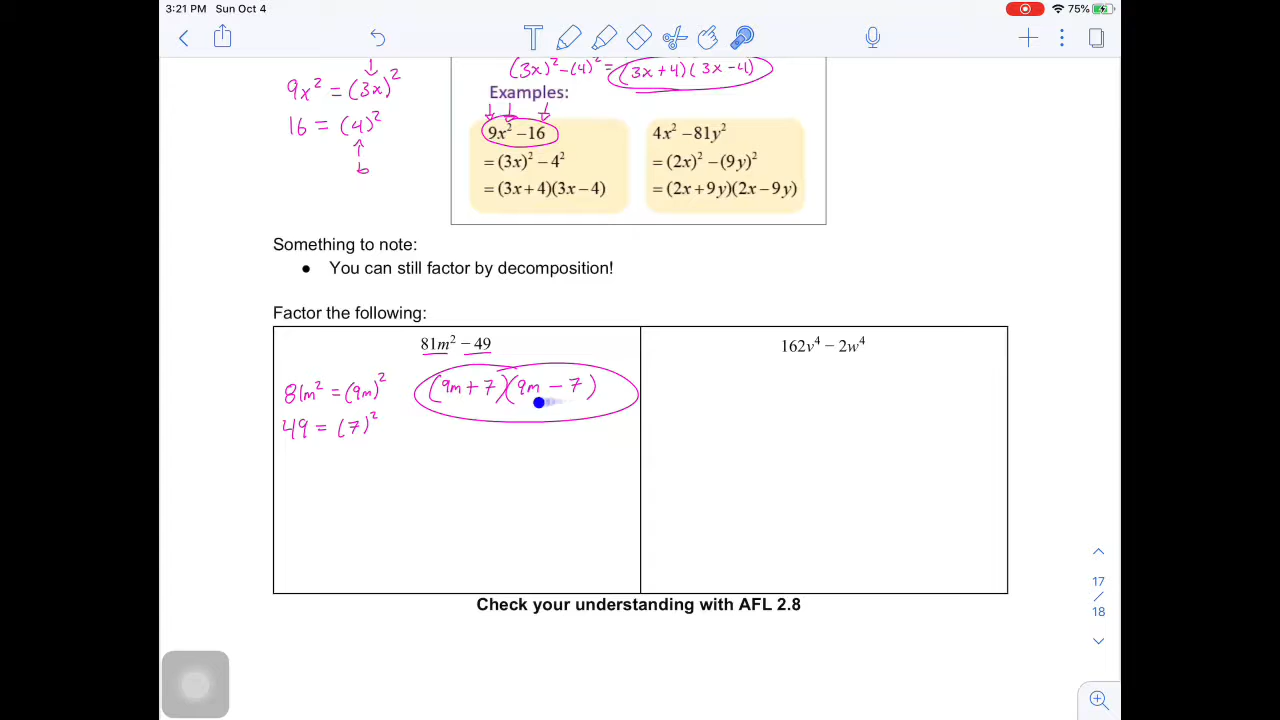 3:21 PM Sun Oct 4
75%
(3x)² − (4)² = (3x+4)(3x−4)
9x² = (3x)²
16 = (4)²
b
Examples:
9x² − 16
= (3x)² − 4²
= (3x + 4)(3x − 4)
4x² − 81y²
= (2x)² − (9y)²
= (2x + 9y)(2x − 9y)
Something to note:
● You can still factor by decomposition!
Factor the following:
81m² − 49
81m² = (9m)²
49 = (7)²
(9m + 7)(9m − 7)
162v⁴ − 2w⁴
Check your understanding with AFL 2.8
17
/
18